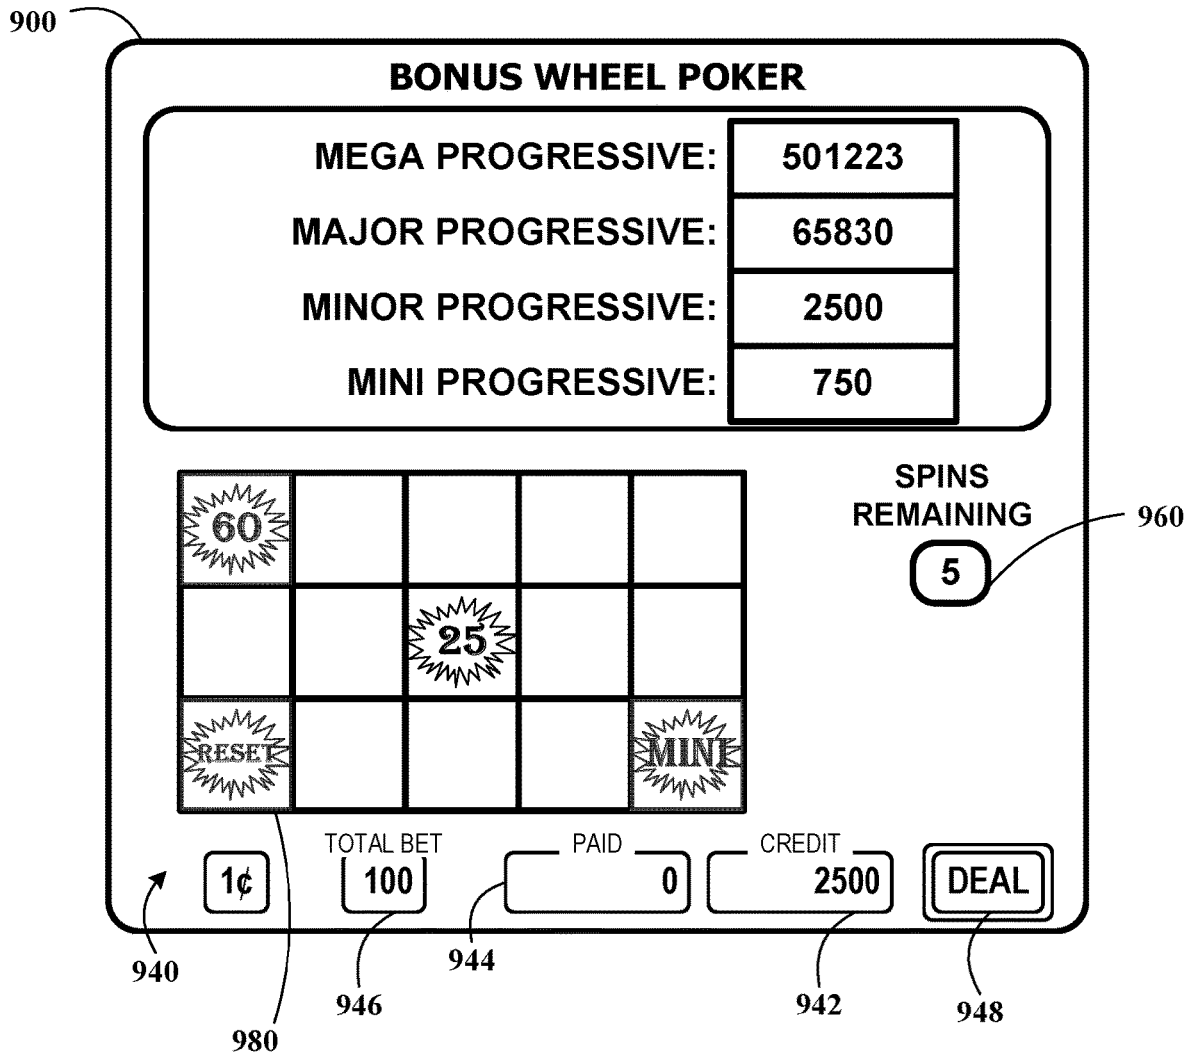 900
BONUS WHEEL POKER
MEGA PROGRESSIVE: 501223
MAJOR PROGRESSIVE: 65830
MINOR PROGRESSIVE: 2500
MINI PROGRESSIVE: 750
SPINS
REMAINING
5
960
60
25
RESET
MINI
TOTAL BET
PAID
CREDIT
1¢
100
0
2500
DEAL
940
946
944
942
948
980